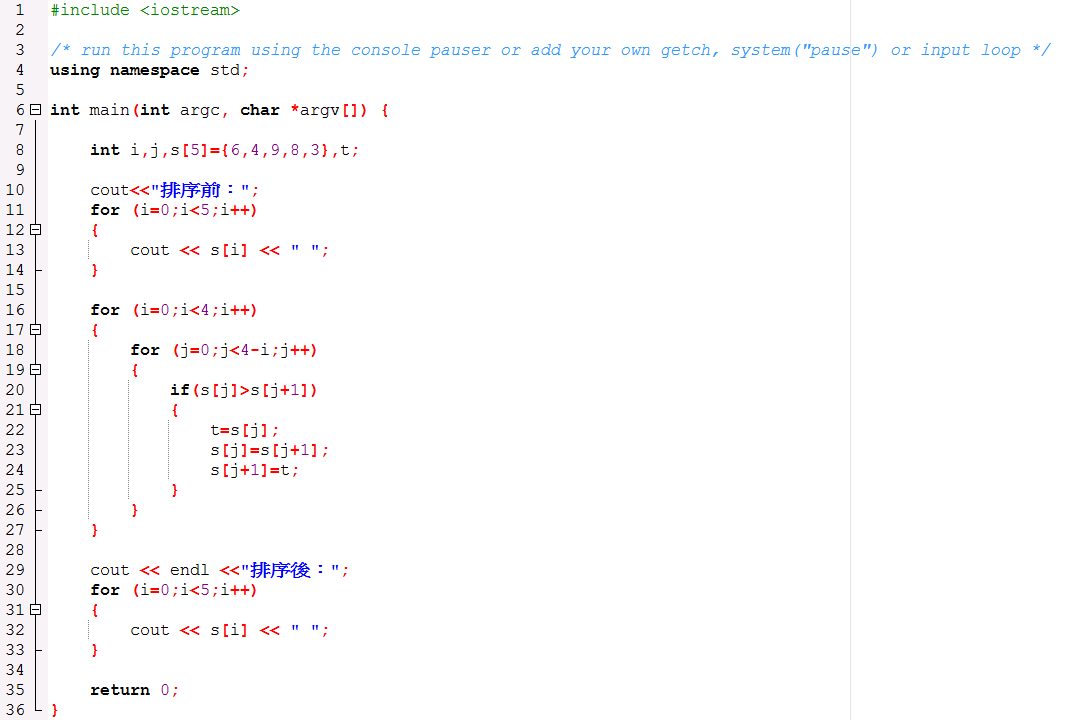 1 #include <iostream>
2
3 /* run this program using the console pauser or add your own getch, system("pause") or input loop */
4 using namespace std;
5
6 int main(int argc, char *argv[]) {
7
8 int i,j,s[5]={6,4,9,8,3},t;
9
10 cout<<"排序前：";
11 for (i=0;i<5;i++)
12 {
13 cout << s[i] << " ";
14 }
15
16 for (i=0;i<4;i++)
17 {
18 for (j=0;j<4-i;j++)
19 {
20 if(s[j]>s[j+1])
21 {
22 t=s[j];
23 s[j]=s[j+1];
24 s[j+1]=t;
25 }
26 }
27 }
28
29 cout << endl <<"排序後：";
30 for (i=0;i<5;i++)
31 {
32 cout << s[i] << " ";
33 }
34
35 return 0;
36 }